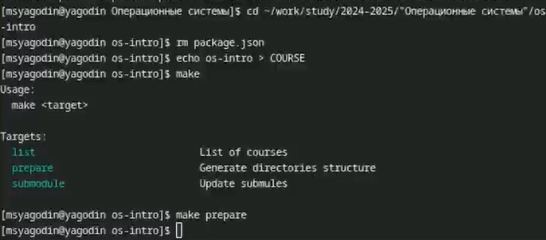 [msyagodin@yagodin Операционные системы]$ cd ~/work/study/2024-2025/"Операционные системы"/os
-intro
[msyagodin@yagodin os-intro]$ rm package.json
[msyagodin@yagodin os-intro]$ echo os-intro > COURSE
[msyagodin@yagodin os-intro]$ make
Usage:
  make <target>

Targets:
  list                          List of courses
  prepare                       Generate directories structure
  submodule                     Update submules

[msyagodin@yagodin os-intro]$ make prepare
[msyagodin@yagodin os-intro]$